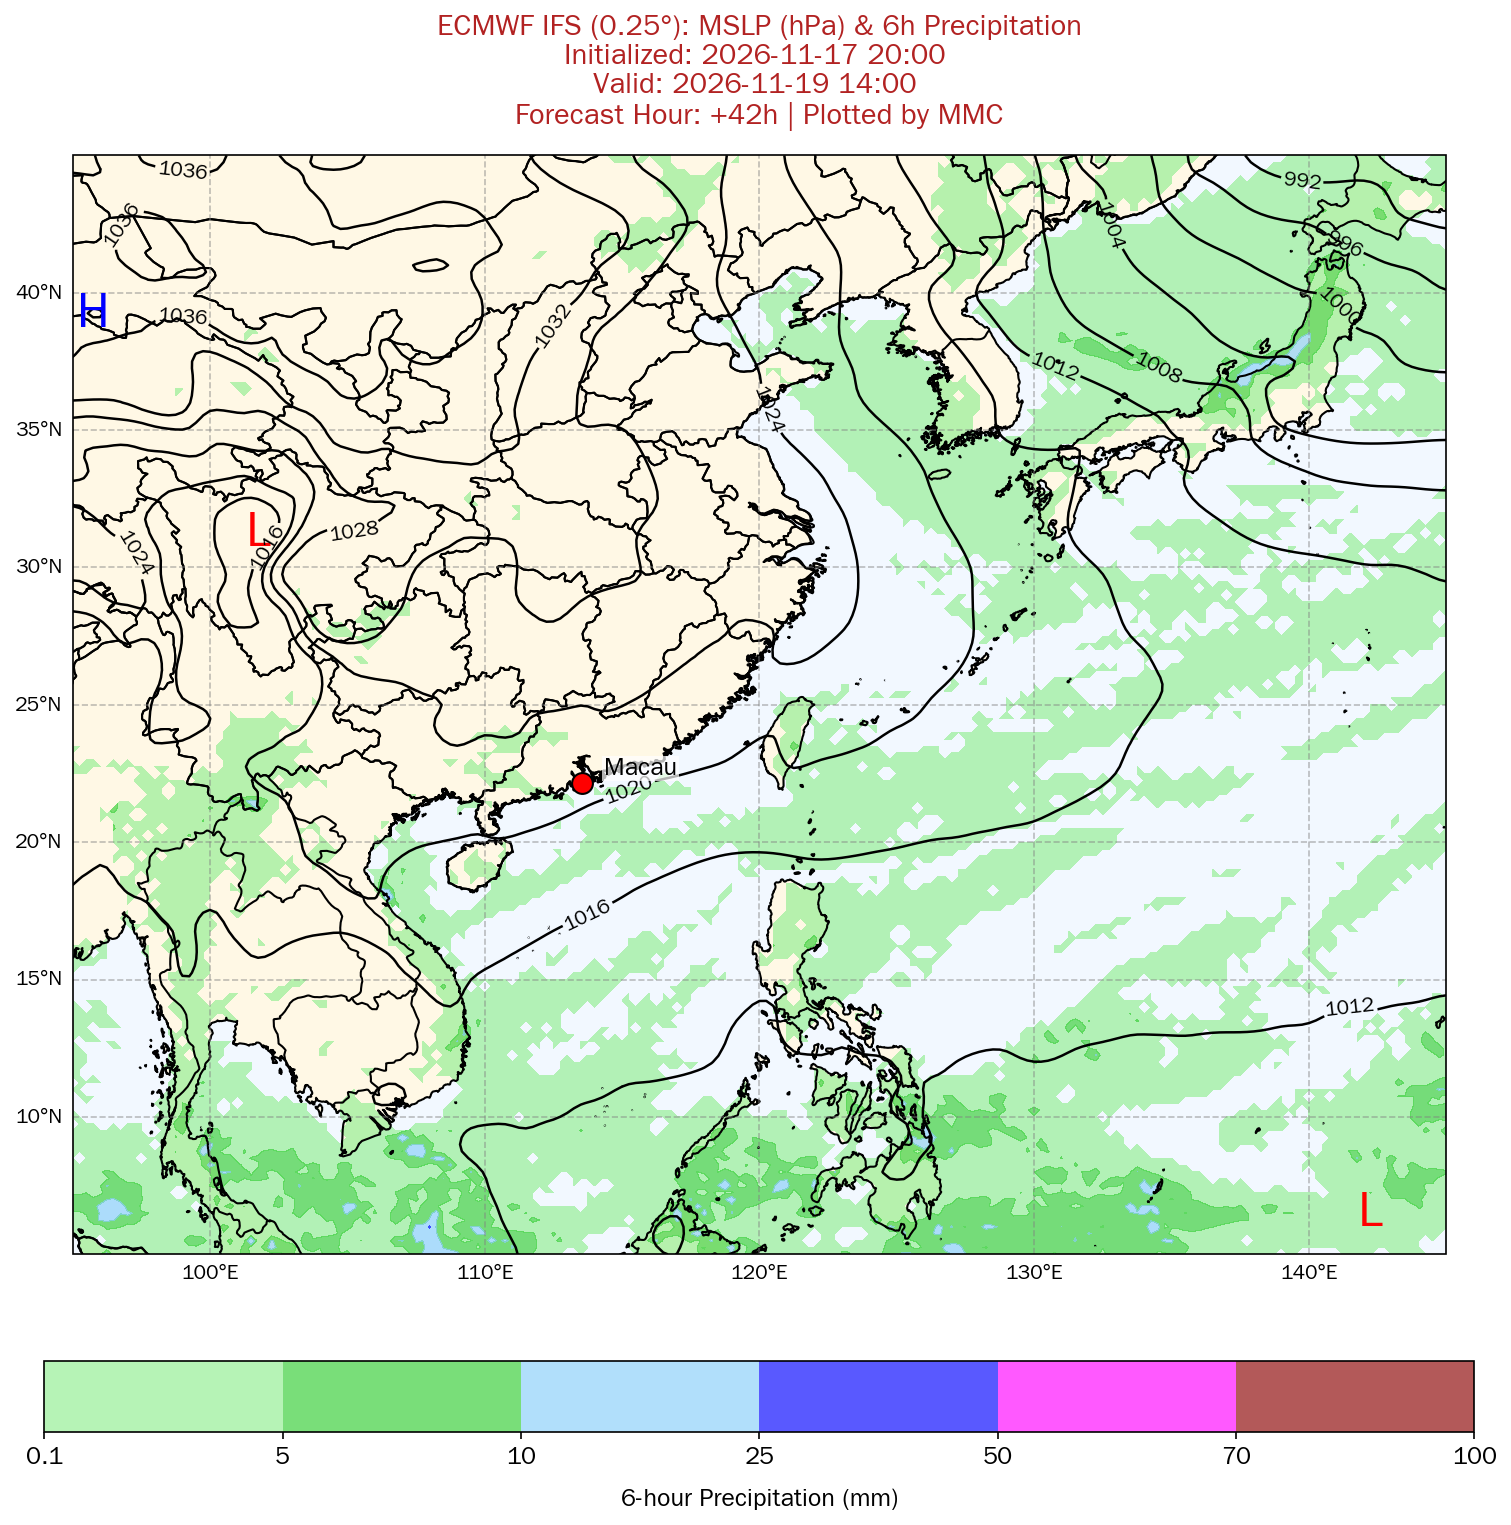 ECMWF IFS (0.25°): MSLP (hPa) & 6h Precipitation
Initialized: 2026-11-17 20:00
Valid: 2026-11-19 14:00
Forecast Hour: +42h | Plotted by MMC
1036
992
1036
1004
996
40°N
H
1036
1000
1032
1012
1008
1024
35°N
L
1016
1028
1024
30°N
25°N
Macau
1020
20°N
1016
15°N
1012
10°N
L
100°E
110°E
120°E
130°E
140°E
0.1
5
10
25
50
70
100
6-hour Precipitation (mm)